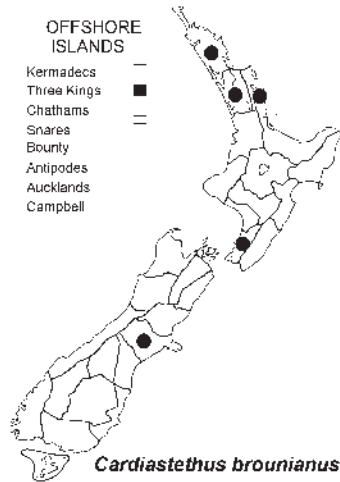 OFFSHORE
ISLANDS
Kermadecs
Three Kings
Chathams
Snares
Bounty
Antipodes
Aucklands
Campbell
Cardiastethus brounianus